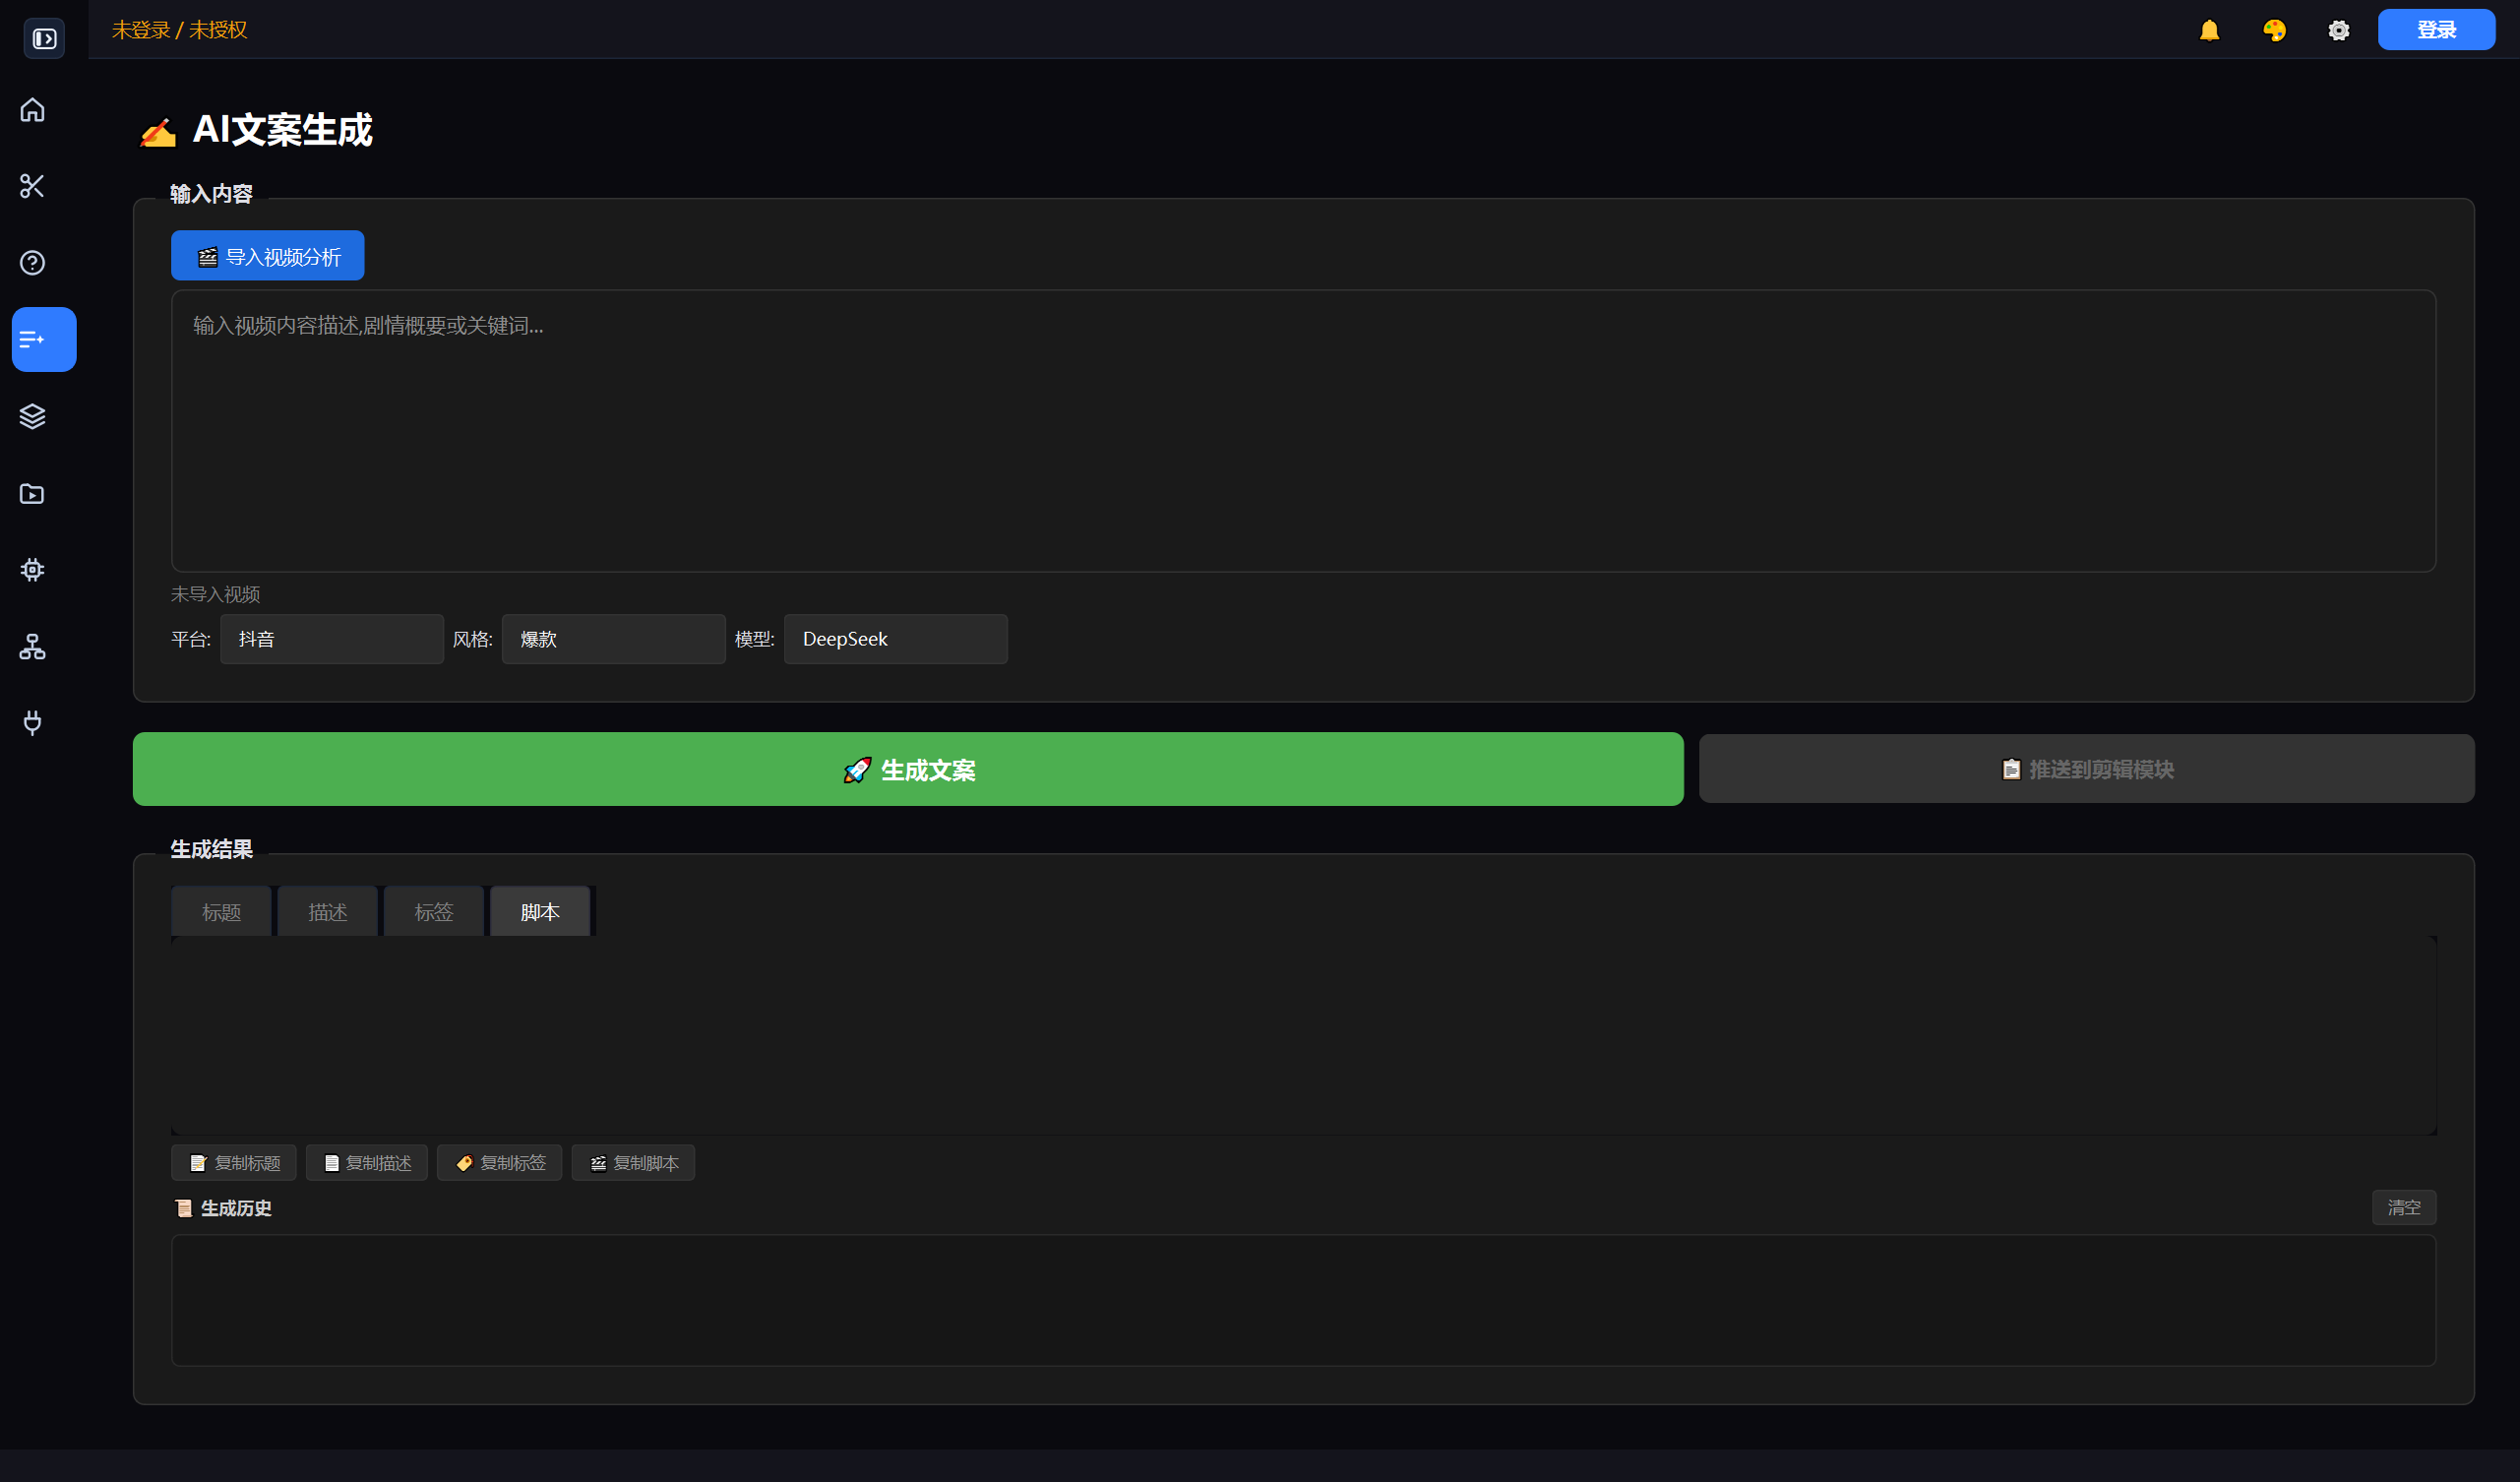 未登录 / 未授权
登录
AI文案生成
输入内容
导入视频分析
输入视频内容描述,剧情概要或关键词...
未导入视频
平台: 抖音 风格: 爆款 模型: DeepSeek
生成文案
推送到剪辑模块
生成结果
标题 描述 标签 脚本
复制标题 复制描述 复制标签 复制脚本
生成历史
清空